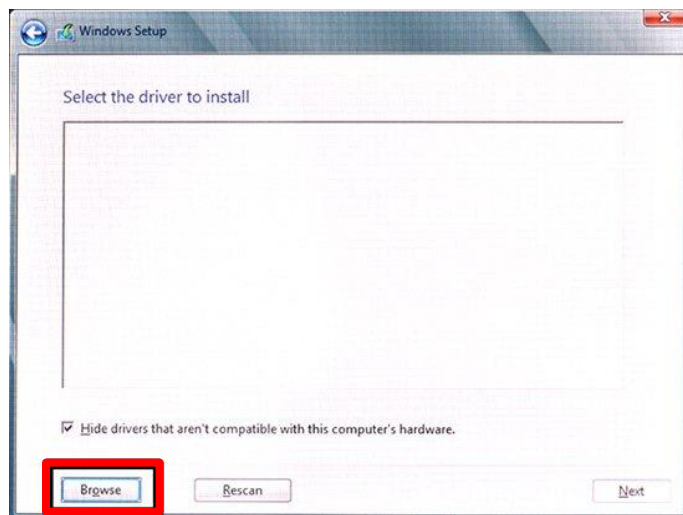 Windows Setup
Select the driver to install
Hide drivers that aren't compatible with this computer's hardware.
Browse
Rescan
Next